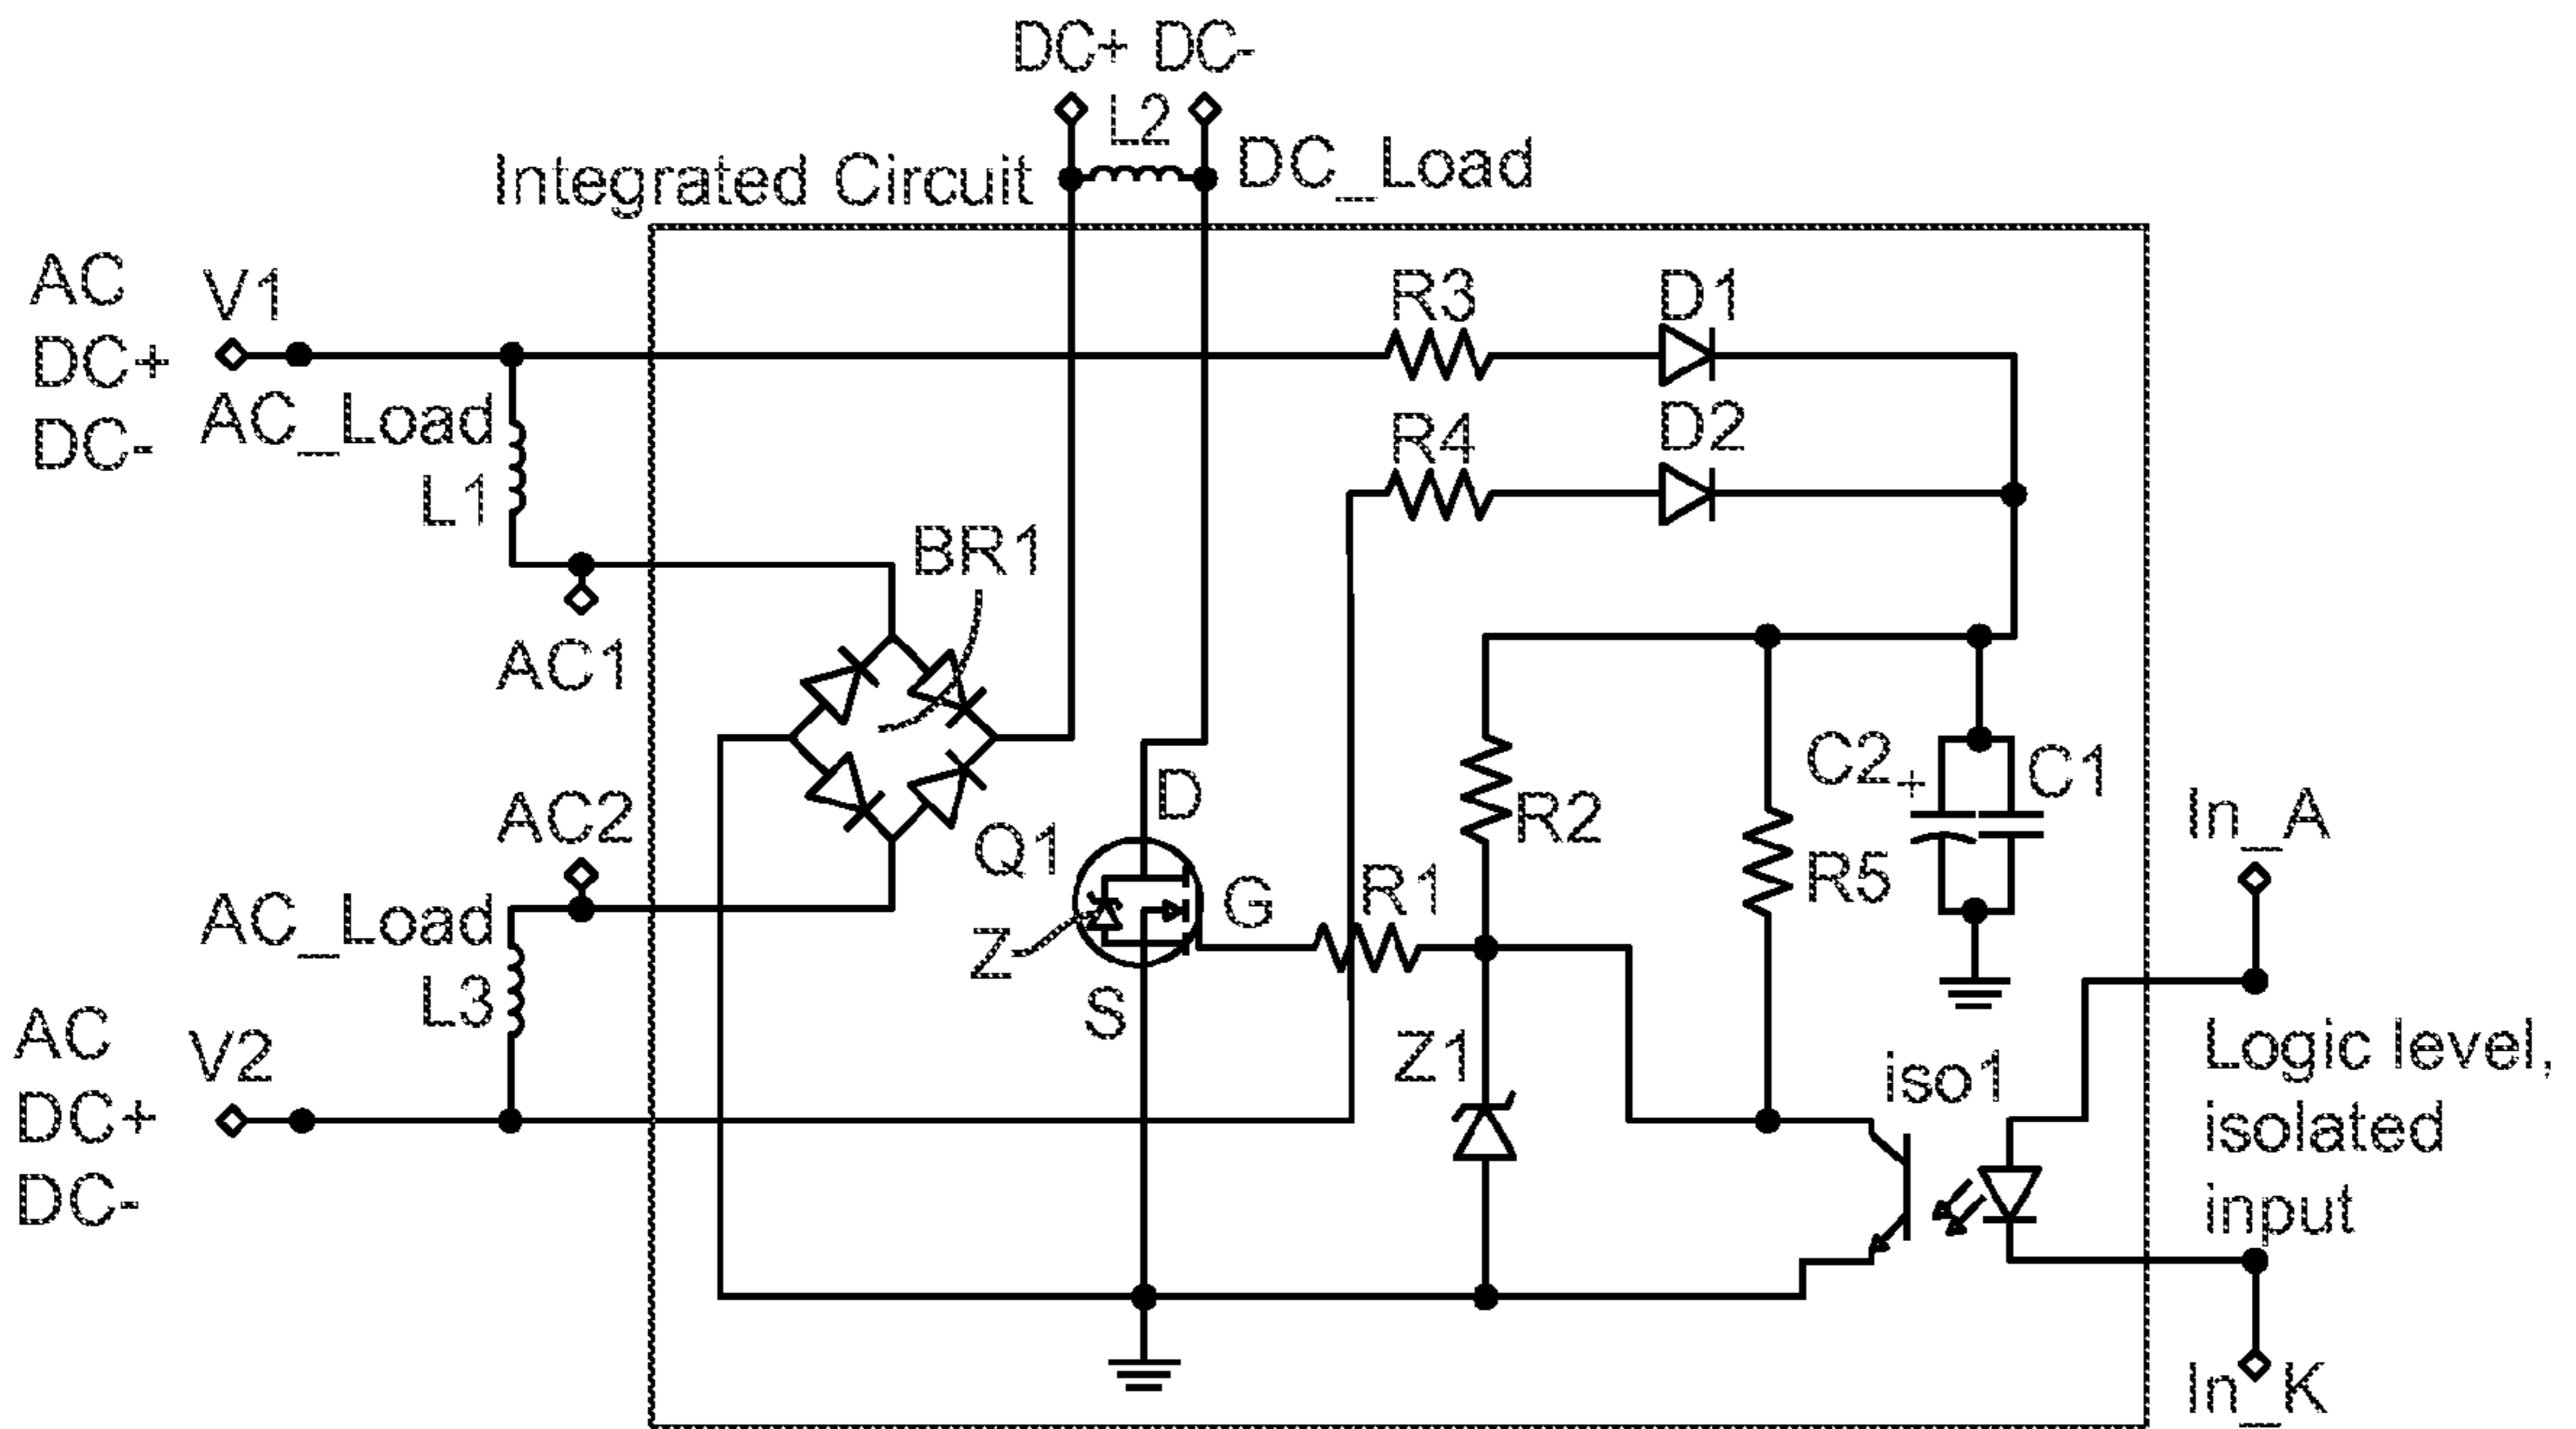 DC+ DC-
L2
DC_Load
Integrated Circuit
AC
DC+
DC-
V1
AC_Load
L1
R3
D1
R4
D2
BR1
AC1
AC2
AC_Load
L3
AC
DC+
DC-
V2
Q1
D
G
S
Z
R1
R2
R5
C2
+
C1
Z1
iso1
In_A
Logic level,
isolated
input
In_K